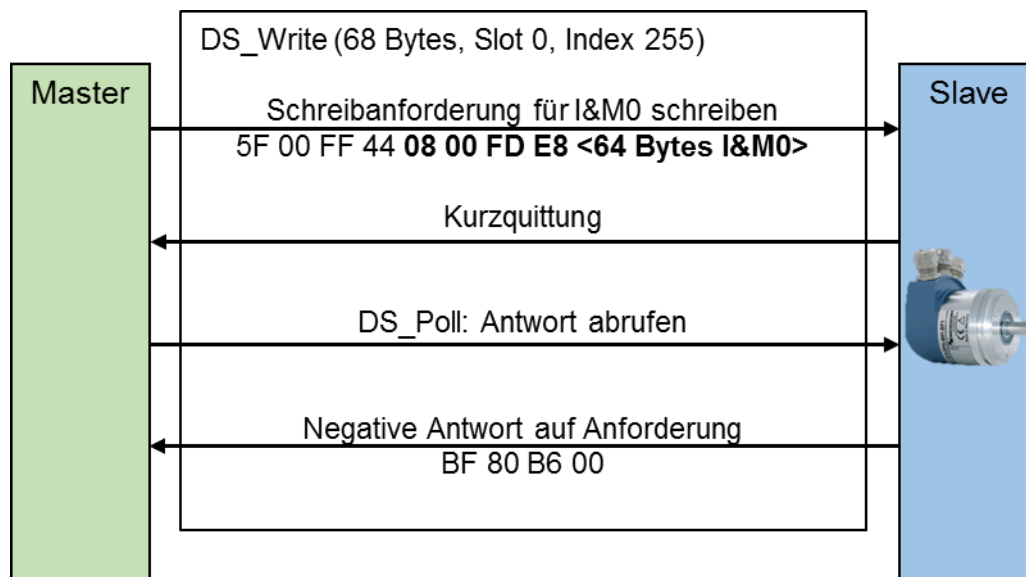 DS_Write (68 Bytes, Slot 0, Index 255)
Master
Slave
Schreibanforderung für I&M0 schreiben
5F 00 FF 44 08 00 FD E8 <64 Bytes I&M0>
Kurzquittung
DS_Poll: Antwort abrufen
Negative Antwort auf Anforderung
BF 80 B6 00